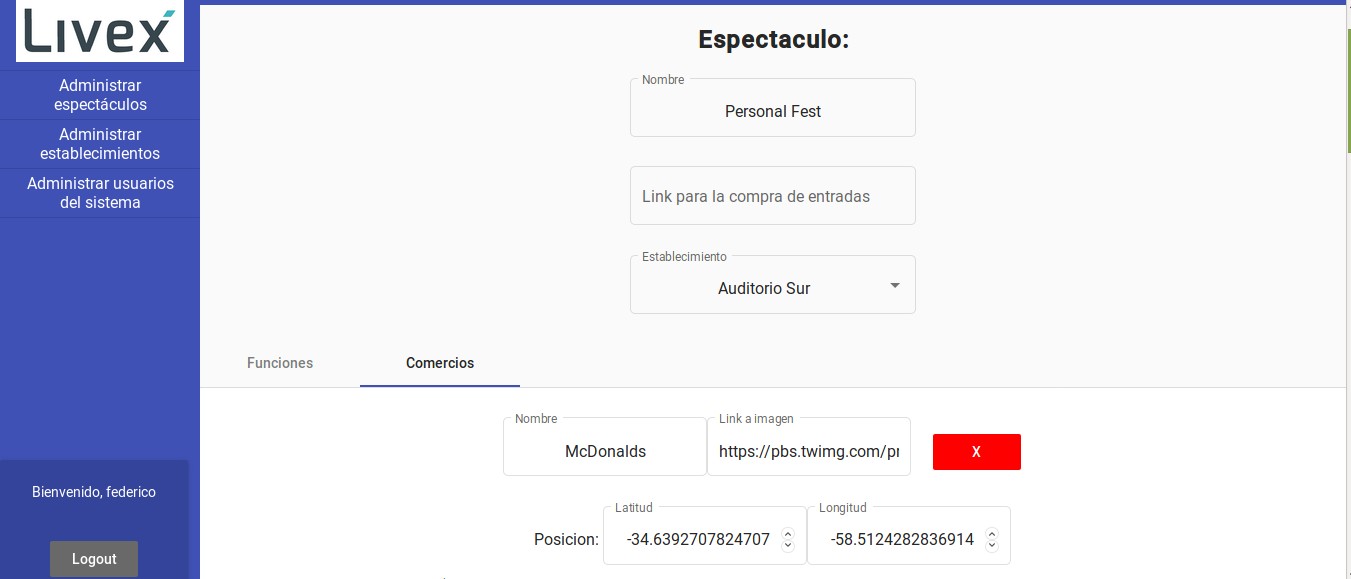 Livex
Administrar
espectáculos
Administrar
establecimientos
Administrar usuarios
del sistema
Bienvenido, federico
Logout
Espectaculo:
Nombre
Personal Fest
Link para la compra de entradas
Establecimiento
Auditorio Sur
Funciones
Comercios
Nombre
McDonalds
Link a imagen
https://pbs.twimg.com/pr
X
Posicion:
Latitud
-34.6392707824707
Longitud
-58.5124282836914